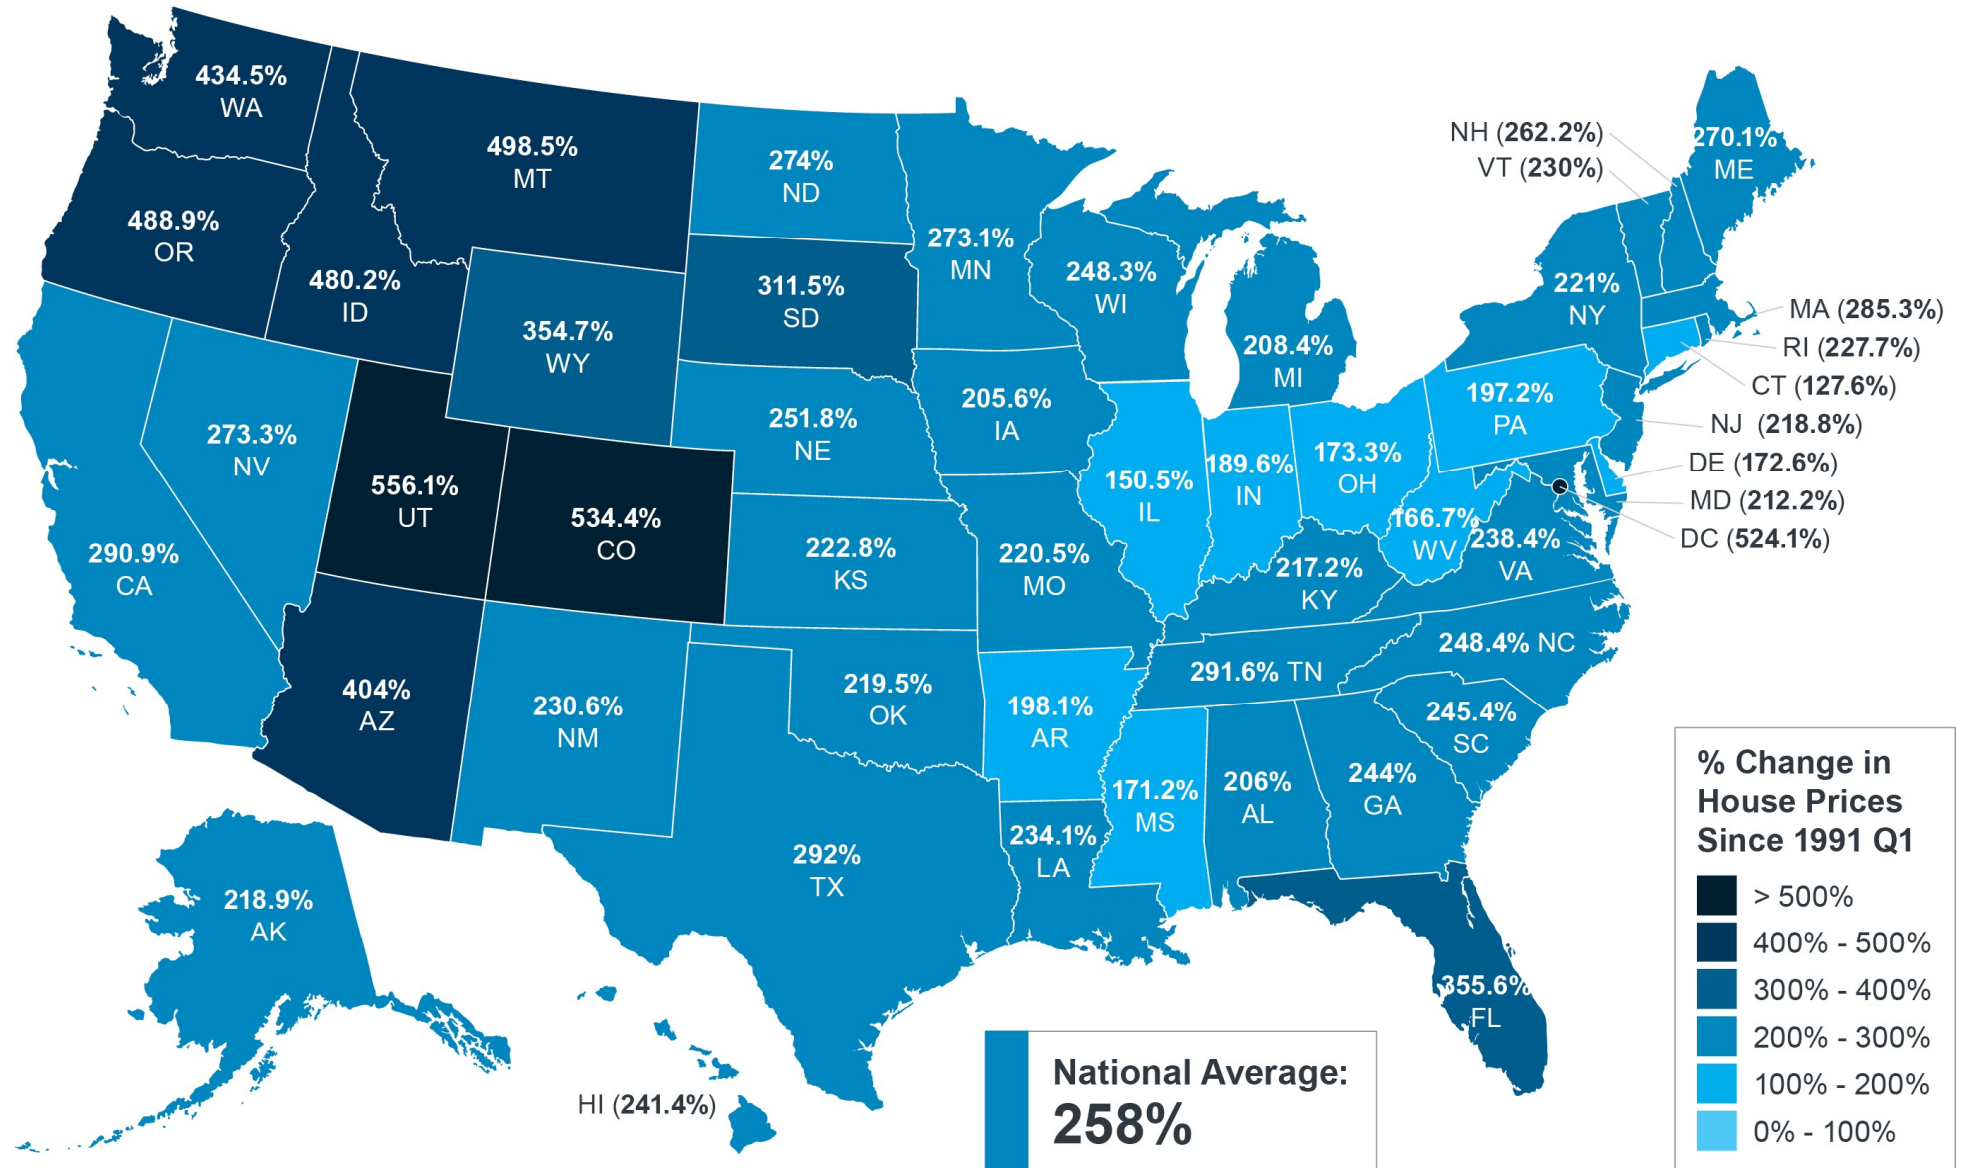 434.5%
WA
498.5%
MT
274%
ND
NH (262.2%)
VT (230%)
270.1%
ME
488.9%
OR
480.2%
ID
273.1%
MN
248.3%
WI
221%
NY
311.5%
SD
354.7%
WY
208.4%
MI
MA (285.3%)
RI (227.7%)
CT (127.6%)
NJ (218.8%)
DE (172.6%)
MD (212.2%)
DC (524.1%)
273.3%
NV
251.8%
NE
205.6%
IA
197.2%
PA
556.1%
UT
534.4%
CO
150.5%
IL
189.6%
IN
173.3%
OH
166.7%
WV
238.4%
VA
290.9%
CA
222.8%
KS
220.5%
MO
217.2%
KY
248.4% NC
291.6% TN
404%
AZ
230.6%
NM
219.5%
OK
198.1%
AR
245.4%
SC
171.2%
MS
206%
AL
244%
GA
292%
TX
234.1%
LA
218.9%
AK
355.6%
FL
HI (241.4%)
National Average:
258%
% Change in
House Prices
Since 1991 Q1
> 500%
400% - 500%
300% - 400%
200% - 300%
100% - 200%
0% - 100%